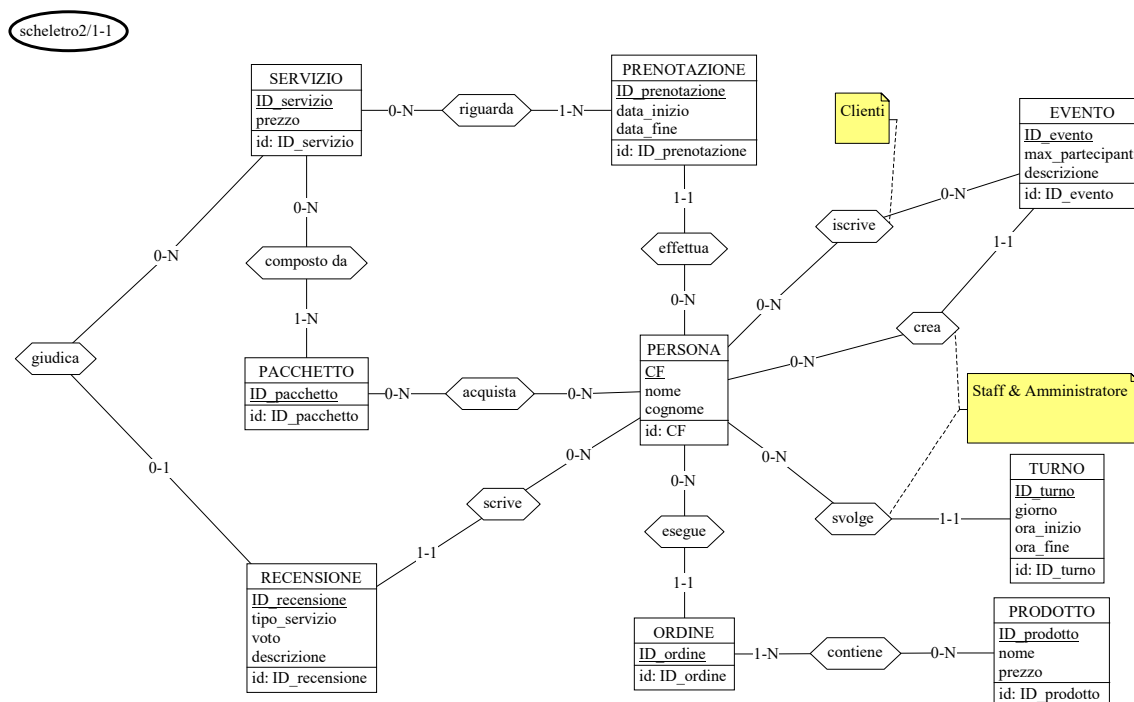 scheletro2/1-1
SERVIZIO
ID_servizio
prezzo
id: ID_servizio
0-N
riguarda
1-N
PRENOTAZIONE
ID_prenotazione
data_inizio
data_fine
id: ID_prenotazione
Clienti
EVENTO
ID_evento
max_partecipant
descrizione
id: ID_evento
0-N
1-1
0-N
iscrive
0-N
composto da
effettua
1-1
0-N
1-N
0-N
0-N
crea
giudica
0-N
PERSONA
CF
nome
cognome
id: CF
PACCHETTO
ID_pacchetto
id: ID_pacchetto
0-N
acquista
0-N
Staff & Amministratore
0-N
0-N
0-1
0-N
scrive
svolge
1-1
TURNO
ID_turno
giorno
ora_inizio
ora_fine
id: ID_turno
esegue
1-1
1-1
RECENSIONE
ID_recensione
tipo_servizio
voto
descrizione
id: ID_recensione
ORDINE
ID_ordine
id: ID_ordine
1-N
contiene
0-N
PRODOTTO
ID_prodotto
nome
prezzo
id: ID_prodotto